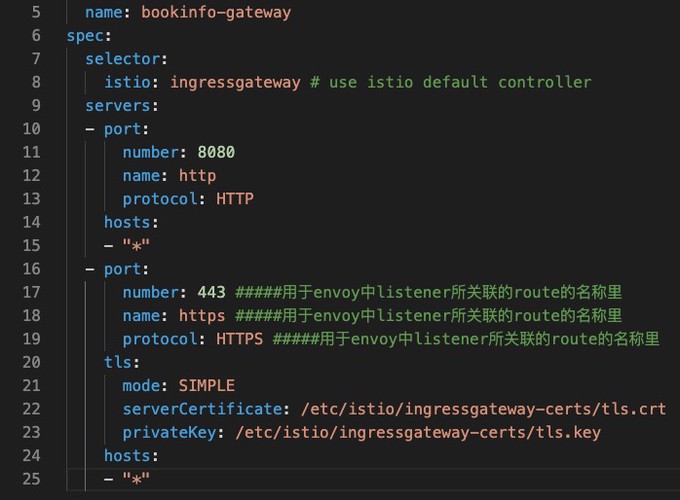 5 name: bookinfo-gateway
6 spec:
7 selector:
8 istio: ingressgateway # use istio default controller
9 servers:
10 - port:
11 number: 8080
12 name: http
13 protocol: HTTP
14 hosts:
15 - "*"
16 - port:
17 number: 443 #####用于envoy中listener所关联的route的名称里
18 name: https #####用于envoy中listener所关联的route的名称里
19 protocol: HTTPS #####用于envoy中listener所关联的route的名称里
20 tls:
21 mode: SIMPLE
22 serverCertificate: /etc/istio/ingressgateway-certs/tls.crt
23 privateKey: /etc/istio/ingressgateway-certs/tls.key
24 hosts:
25 - "*"